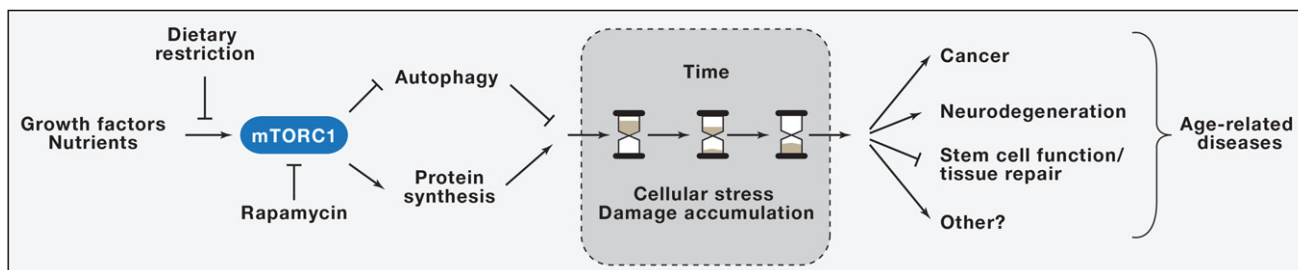 Dietary
restriction
Growth factors
Nutrients
mTORC1
Rapamycin
Autophagy
Protein
synthesis
Time
Cellular stress
Damage accumulation
Cancer
Neurodegeneration
Stem cell function/
tissue repair
Other?
Age-related
diseases